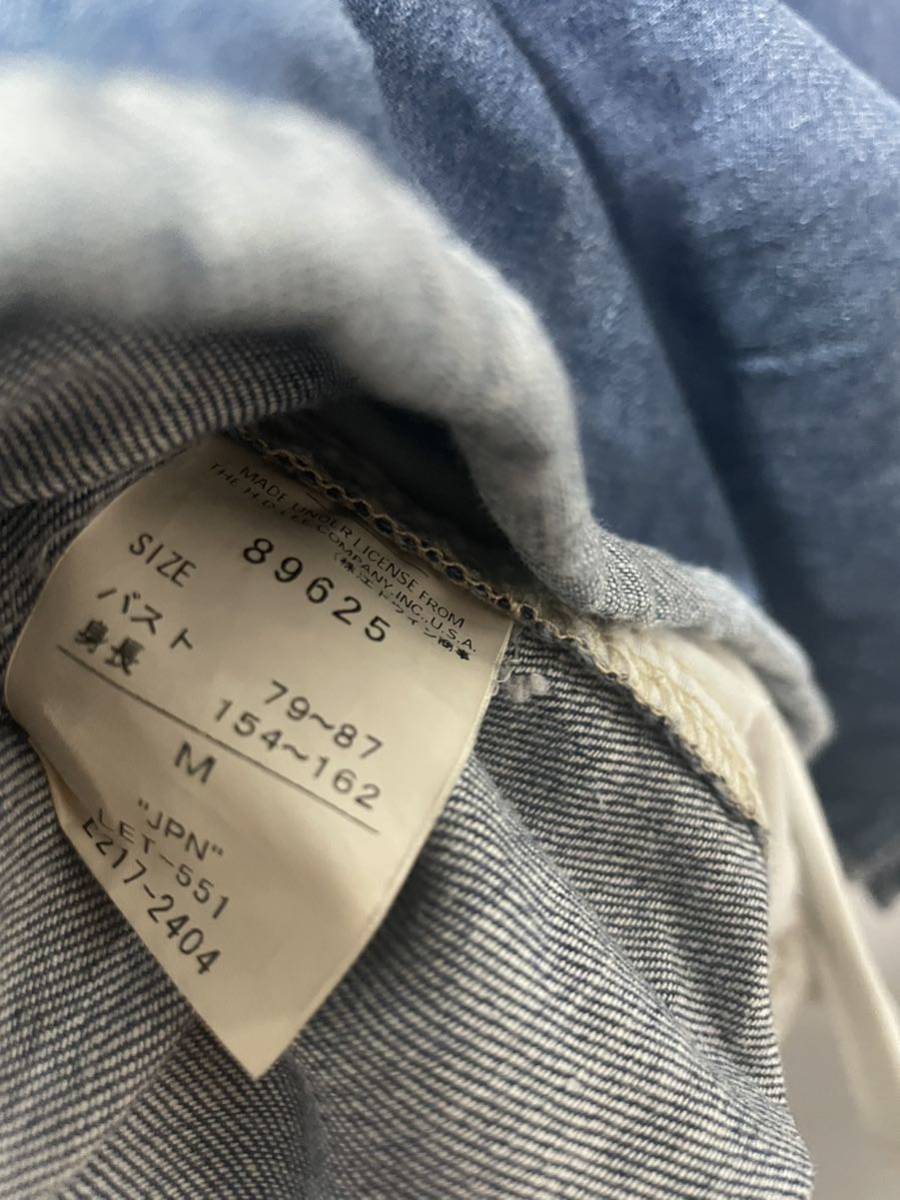 MADE UNDER LICENSE FROM
THE H.D. LEE COMPANY, INC., U.S.A.
89625
SIZE
バスト 79~87
身長 154~162
M
"JPN"
LET-551
217-2404